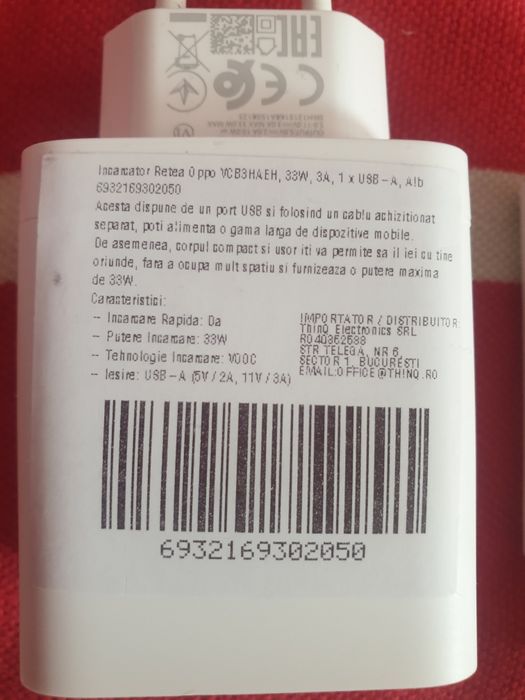 EAC
CE
Incarcator Retea Oppo VCB3HAEH, 33W, 3A, 1 x USB-A, Alb
6932169302050
Acesta dispune de un port USB si folosind un cablu achizitionat
separat, poti alimenta o gama larga de dispozitive mobile.
De asemenea, corpul compact si usor iti va permite sa il iei cu tine
oriunde, fara a ocupa mult spatiu si furnizeaza o putere maxima
de 33W.
Caracteristici:
- Incarcare Rapida: Da
- Putere Incarcare: 33W
- Tehnologie Incarcare: VOOC
- Iesire: USB-A (5V / 2A, 11V / 3A)
IMPORTATOR / DISTRIBUITOR:
ThinQ Electronics SRL
RO40362588
STR TELEGA, NR 6,
SECTOR 1, BUCURESTI
EMAIL:OFFICE@THINQ.RO
6932169302050